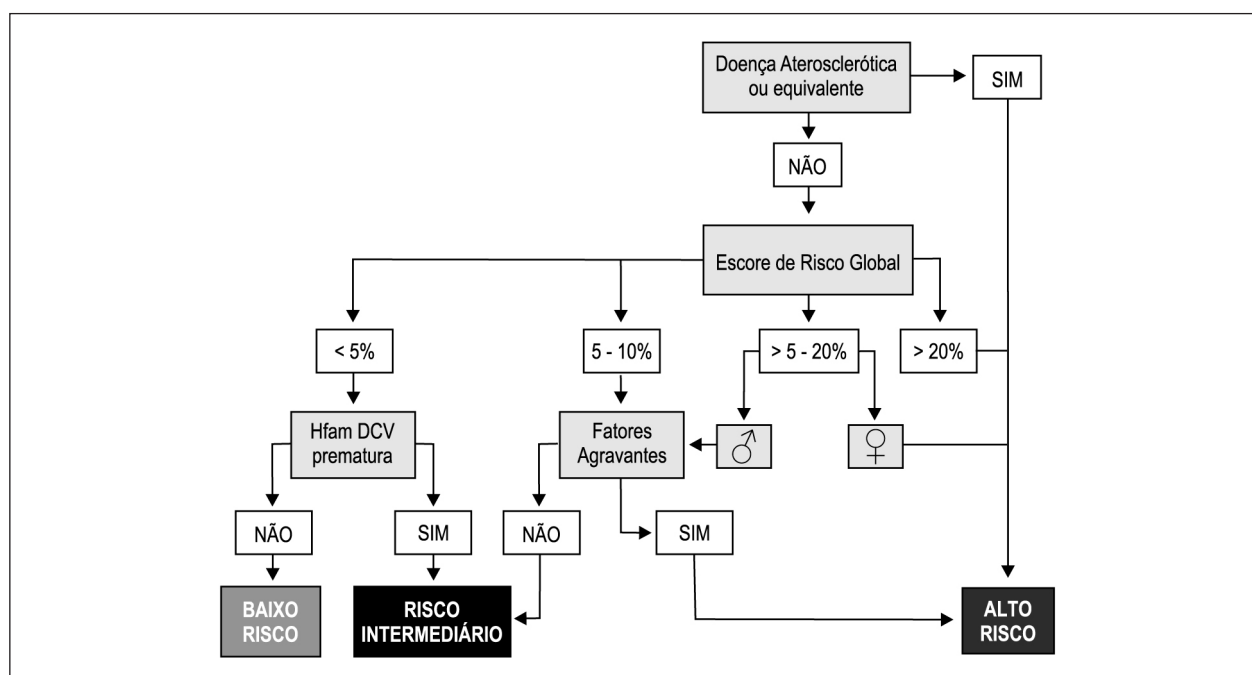 Doença Aterosclerótica
ou equivalente
SIM
NÃO
Escore de Risco Global
< 5%
5 - 10%
> 5 - 20%
> 20%
Hfam DCV
prematura
Fatores
Agravantes
♂
♀
NÃO
SIM
NÃO
SIM
BAIXO
RISCO
RISCO
INTERMEDIÁRIO
ALTO
RISCO